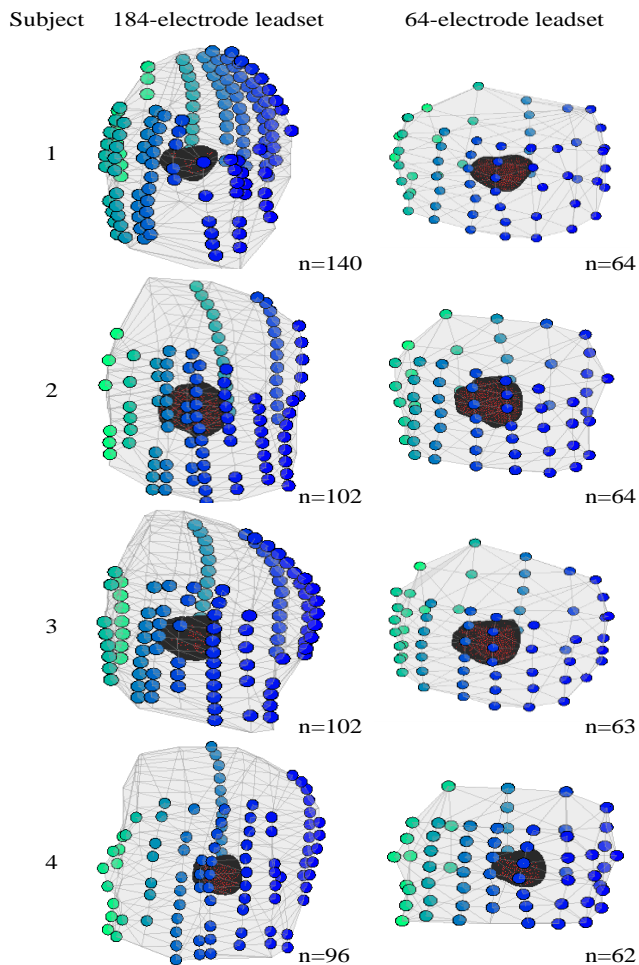 Subject 184-electrode leadset 64-electrode leadset
1
n=140 n=64
2
n=102 n=64
3
n=102 n=63
4
n=96 n=62